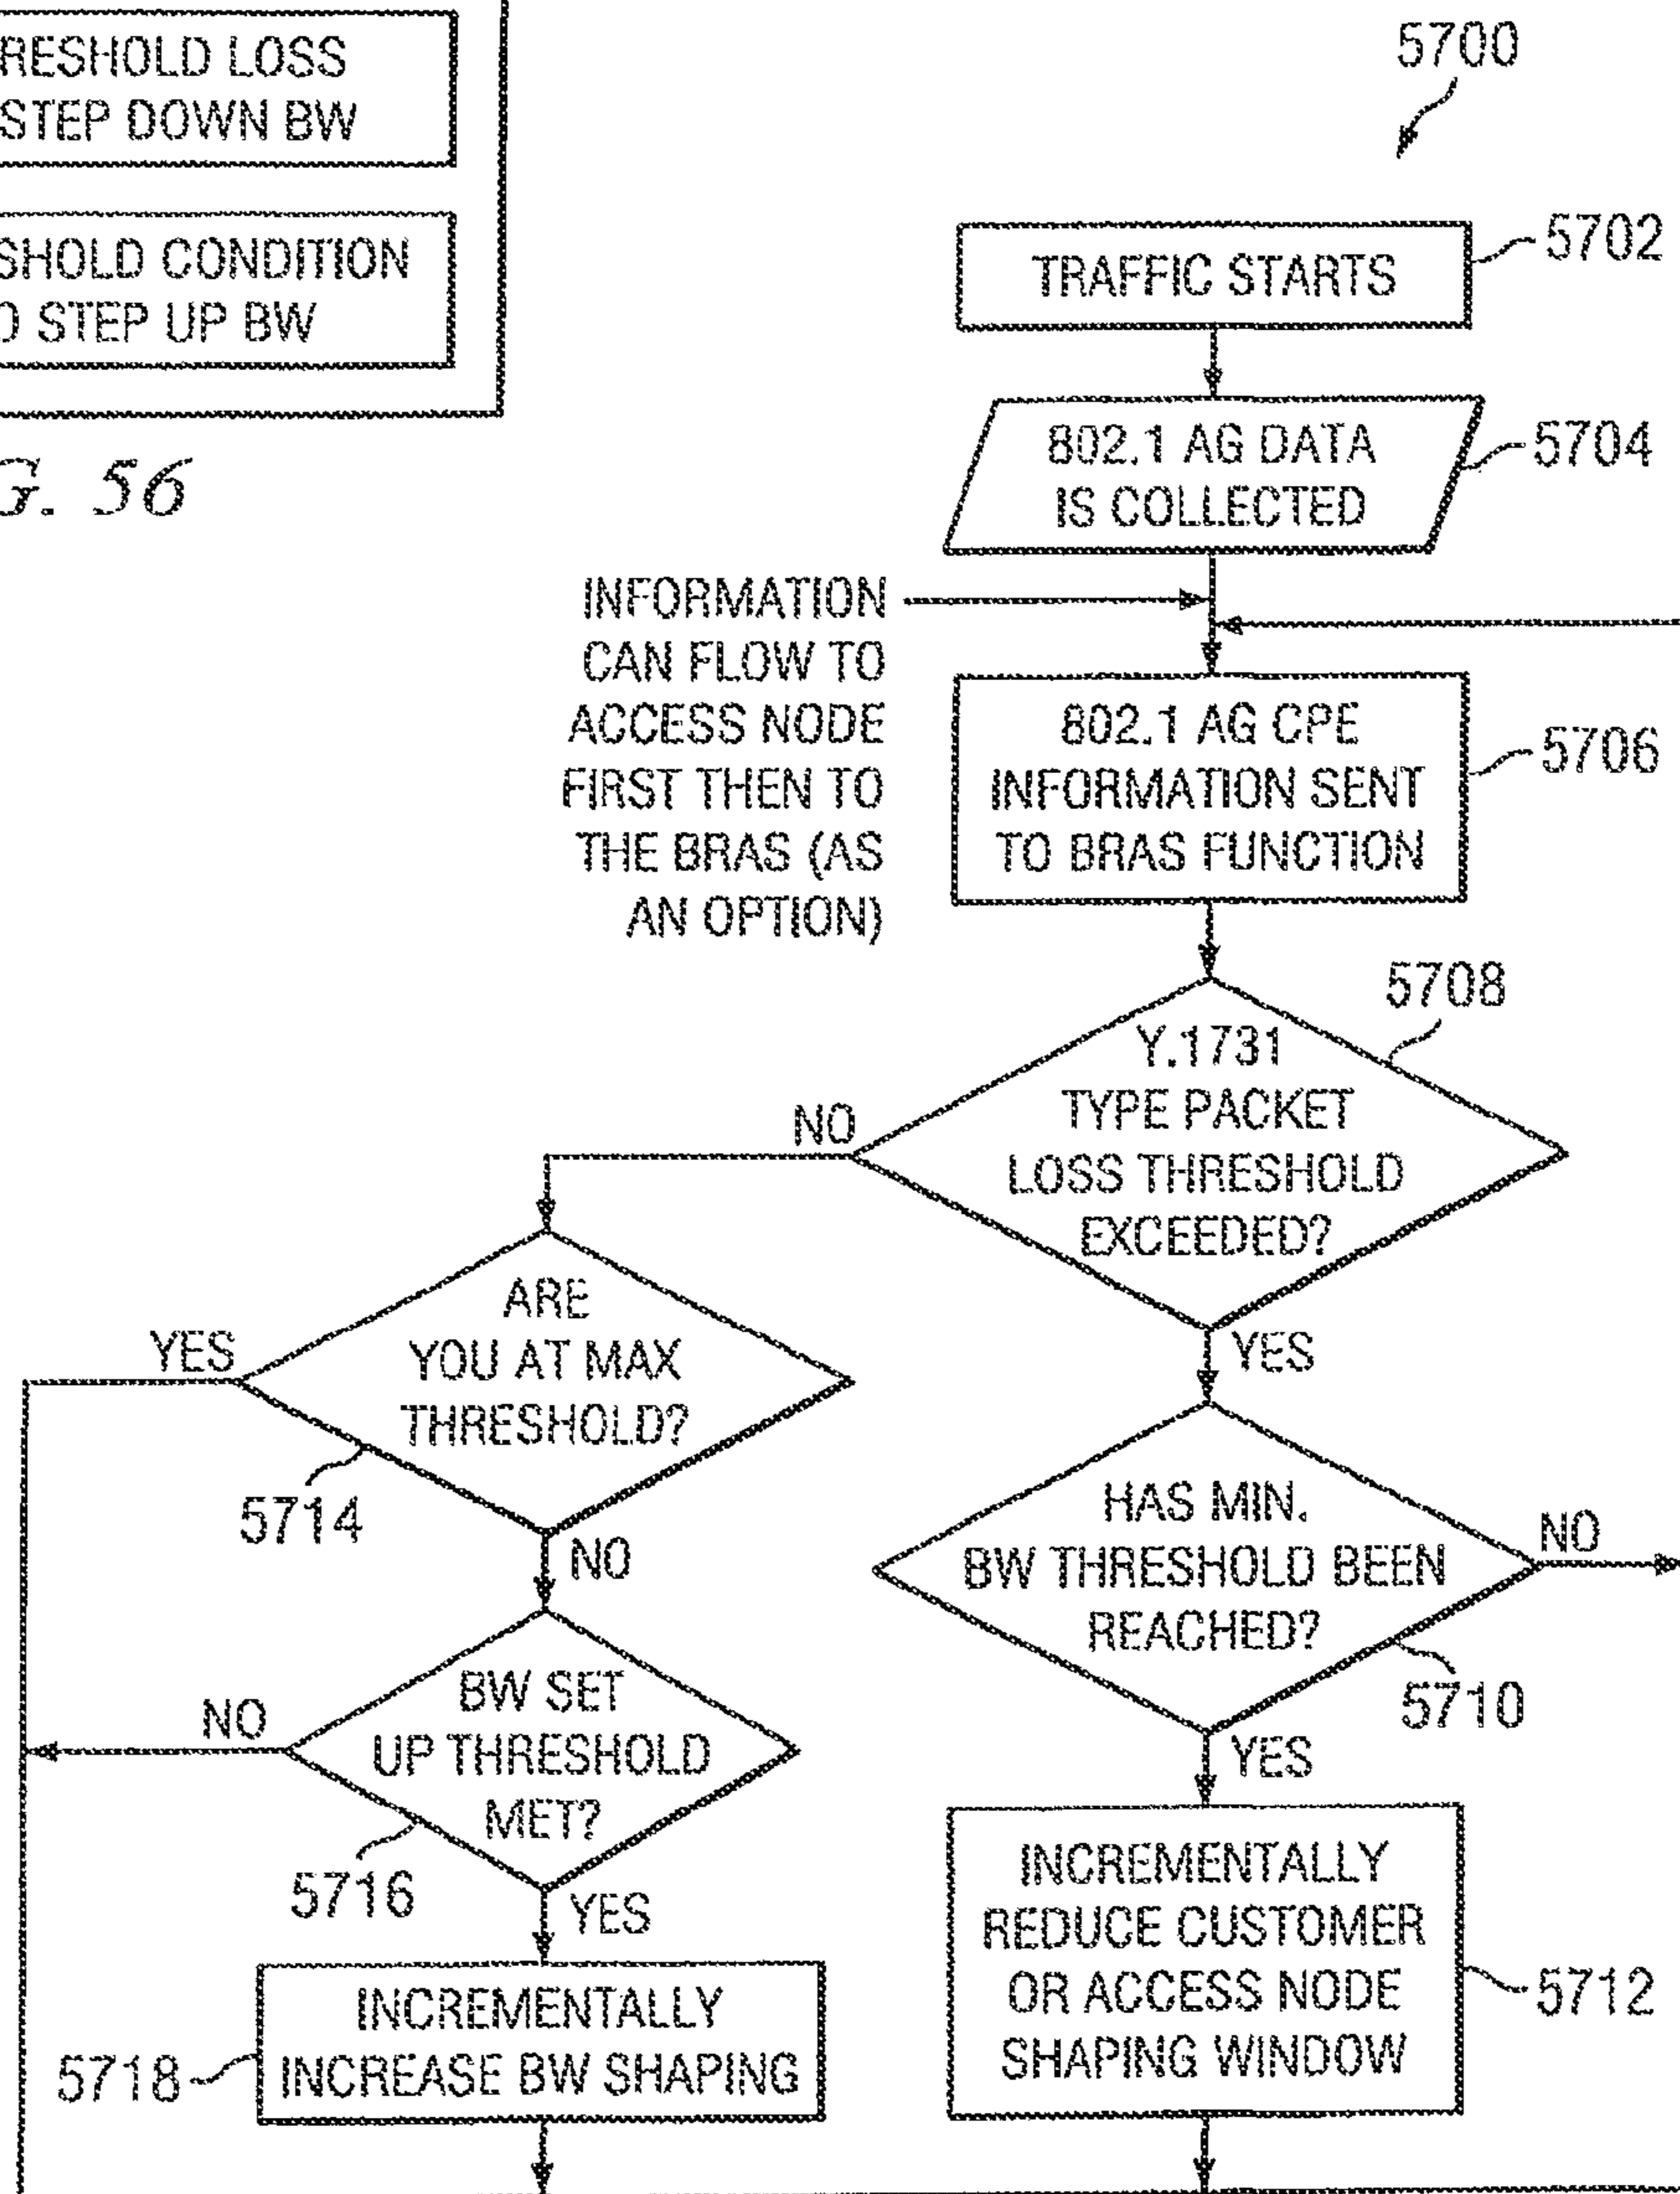 RESHOLD LOSS
STEP DOWN BW
SHOLD CONDITION
O STEP UP BW
G. 56
5700
TRAFFIC STARTS
5702
802.1 AG DATA
IS COLLECTED
5704
INFORMATION
CAN FLOW TO
ACCESS NODE
FIRST THEN TO
THE BRAS (AS
AN OPTION)
802.1 AG CPE
INFORMATION SENT
TO BRAS FUNCTION
5706
5708
Y.1731
TYPE PACKET
LOSS THRESHOLD
EXCEEDED?
NO
YES
ARE
YOU AT MAX
THRESHOLD?
YES
5714
NO
HAS MIN.
BW THRESHOLD BEEN
REACHED?
NO
5710
YES
BW SET
UP THRESHOLD
MET?
NO
5716
YES
INCREMENTALLY
INCREASE BW SHAPING
5718
INCREMENTALLY
REDUCE CUSTOMER
OR ACCESS NODE
SHAPING WINDOW
5712